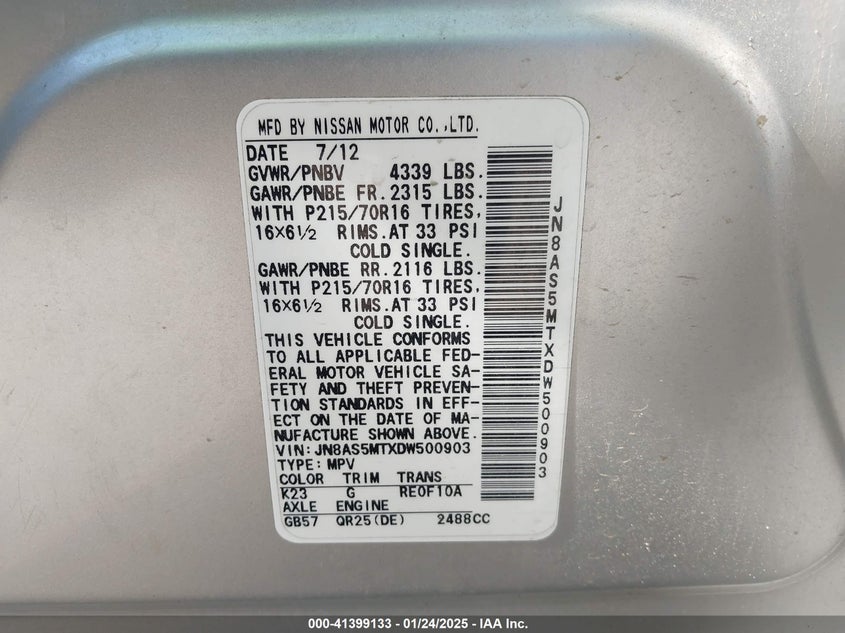 MFD BY NISSAN MOTOR CO.,LTD.
DATE 7/12
GVWR/PNBV 4339 LBS.
GAWR/PNBE FR.2315 LBS.
WITH P215/70R16 TIRES,
16×6½ RIMS.AT 33 PSI
COLD SINGLE.
GAWR/PNBE RR.2116 LBS.
WITH P215/70R16 TIRES,
16×6½ RIMS.AT 33 PSI
COLD SINGLE.
THIS VEHICLE CONFORMS
TO ALL APPLICABLE FED-
ERAL MOTOR VEHICLE SA-
FETY AND THEFT PREVEN-
TION STANDARDS IN EFF-
ECT ON THE DATE OF MA-
NUFACTURE SHOWN ABOVE.
VIN: JN8AS5MTXDW500903
TYPE: MPV
COLOR TRIM TRANS
K23 G RE0F10A
AXLE ENGINE
GB57 QR25(DE) 2488CC
JN8AS5MTXDW500903
000-41399133 — 01/24/2025 — IAA Inc.